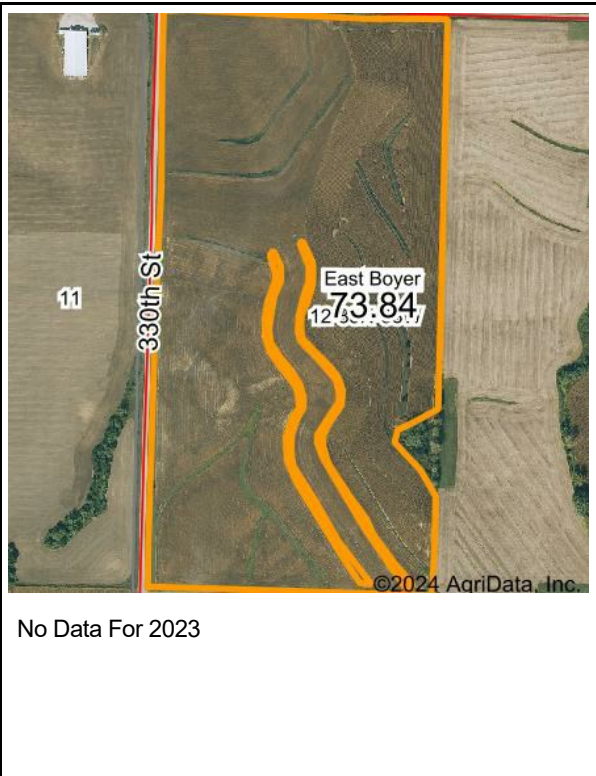 11
330th St
East Boyer
73.84
©2024 AgriData, Inc.
No Data For 2023